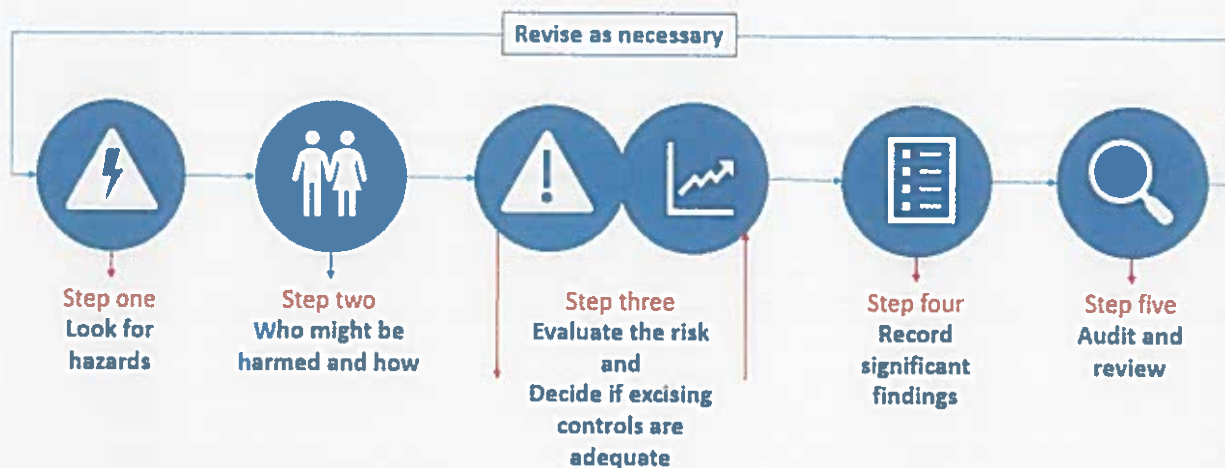 Revise as necessary
Step one
Look for
hazards
Step two
Who might be
harmed and how
Step three
Evaluate the risk
and
Decide if excising
controls are
adequate
Step four
Record
significant
findings
Step five
Audit and
review